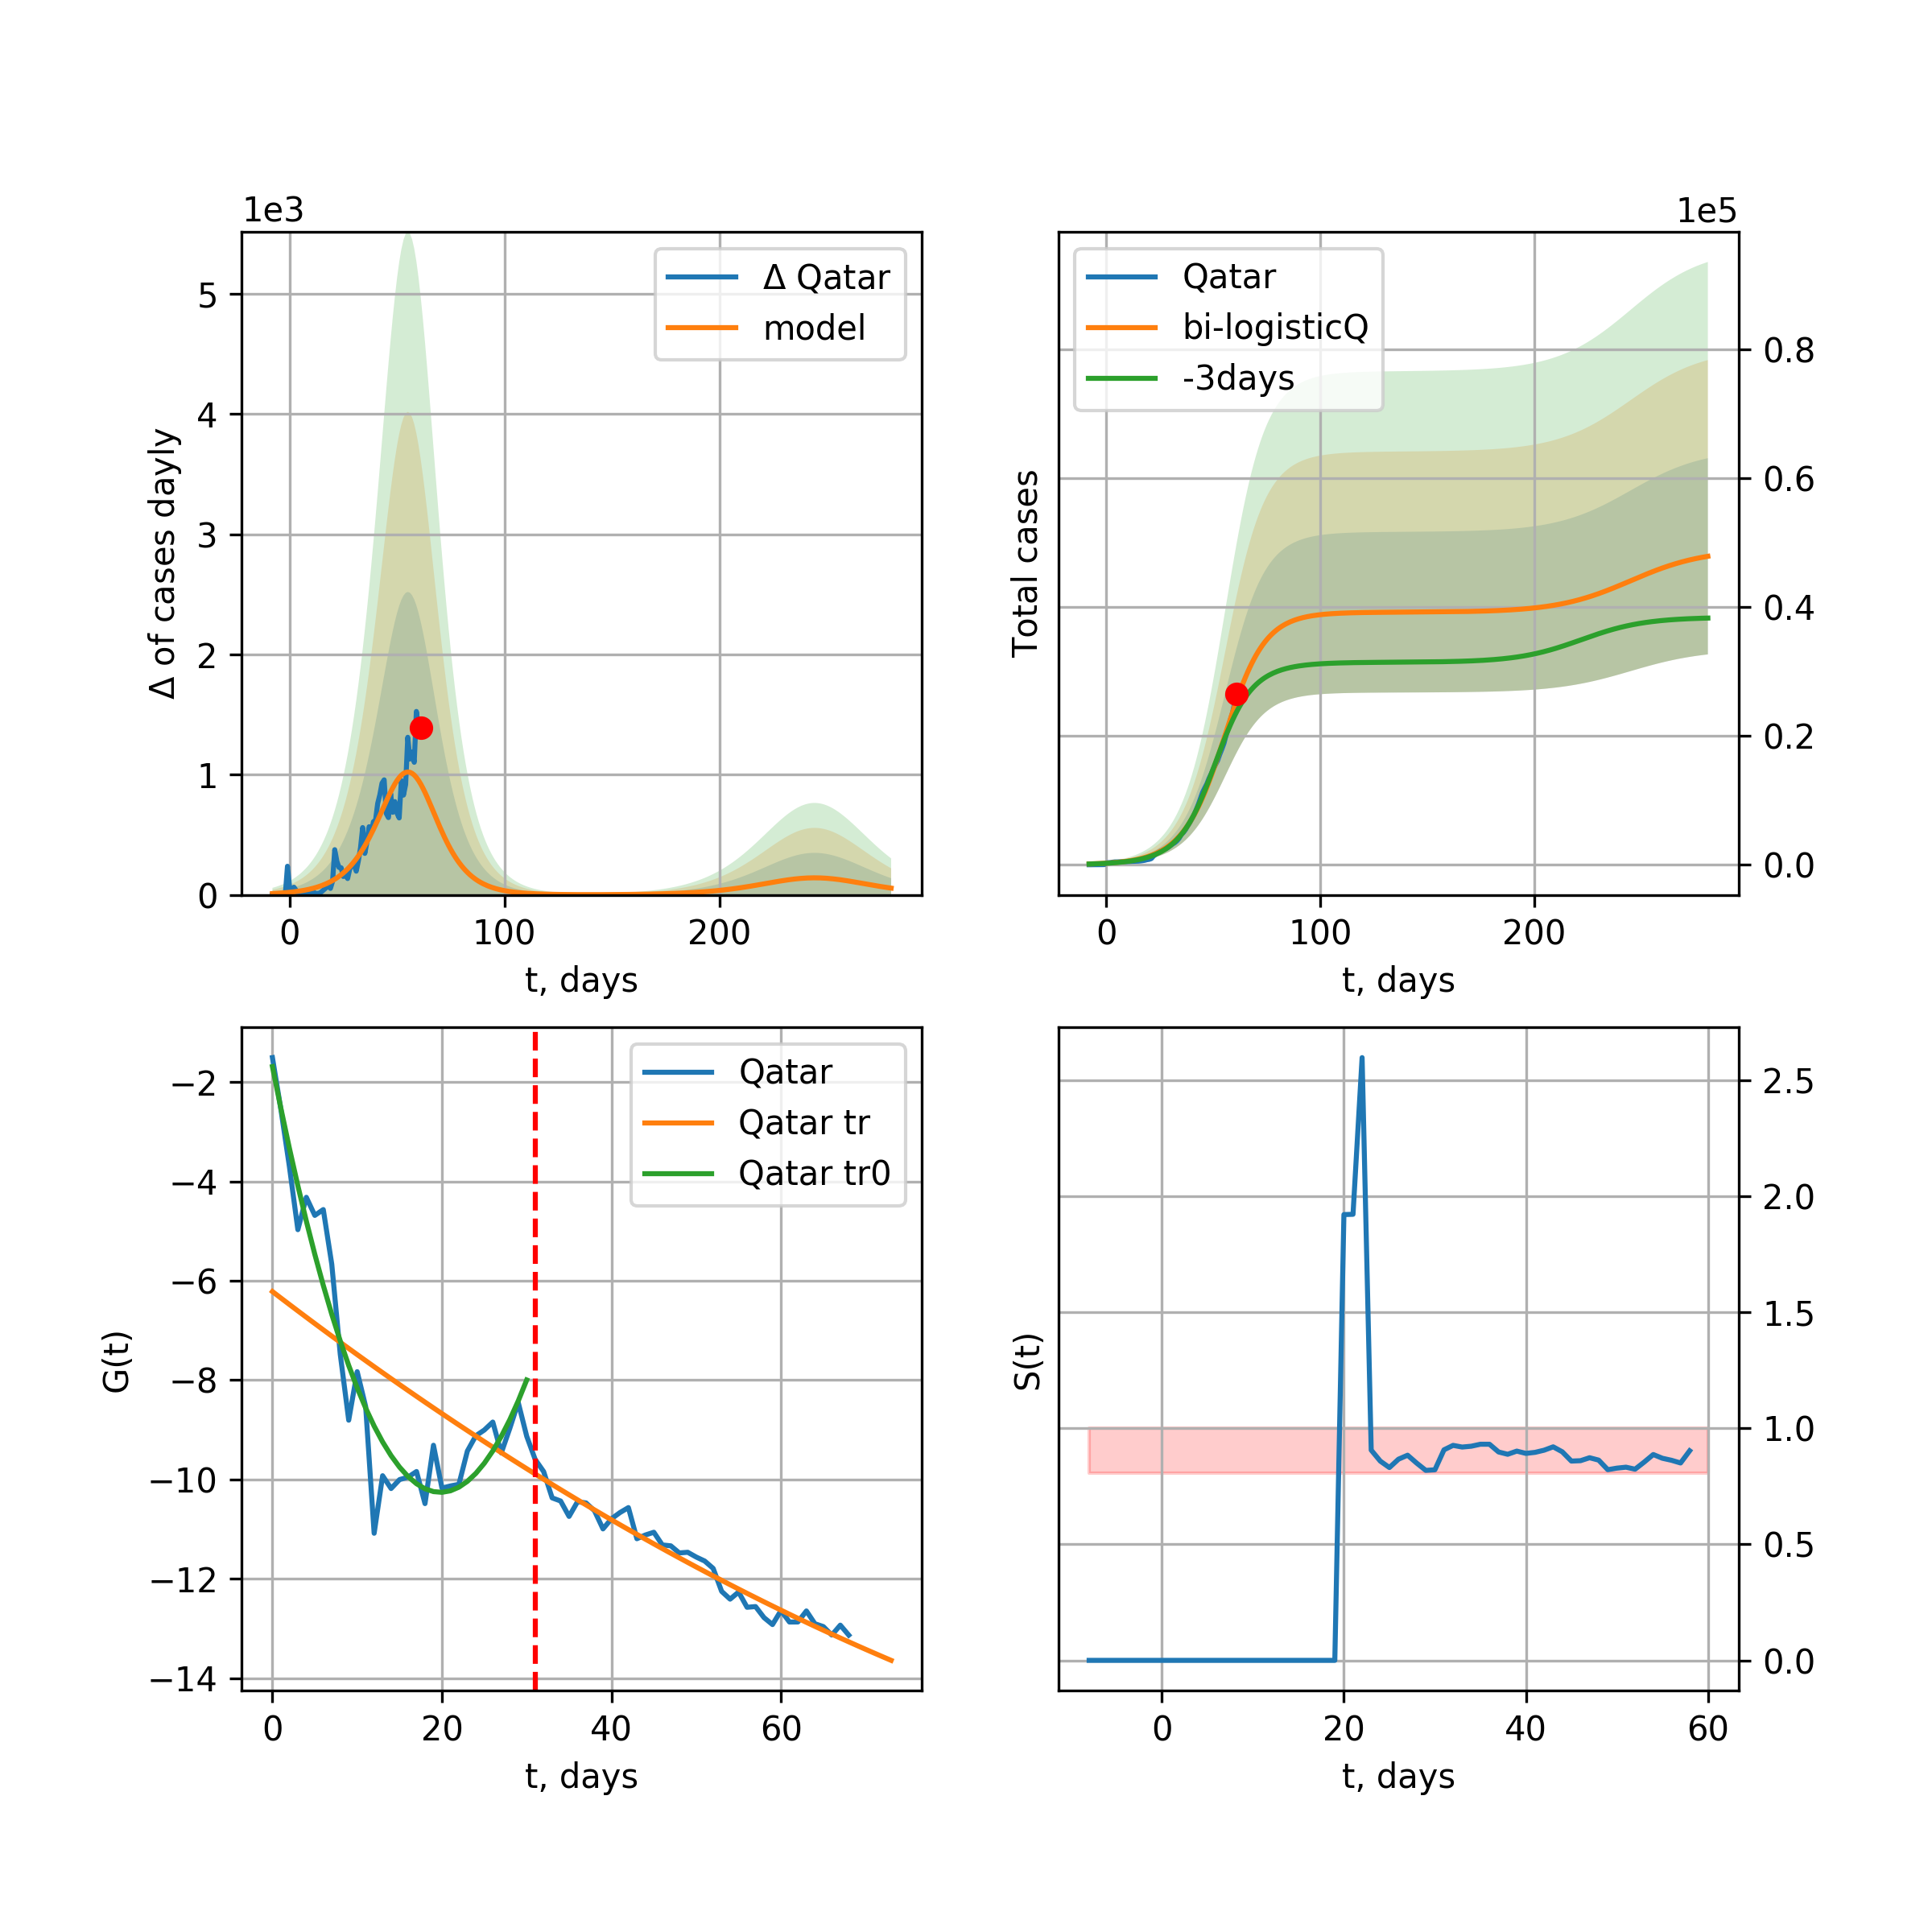 1e3
Δ of cases dayly
5
4
3
2
1
0
0 100 200
t, days
Δ Qatar
model
1e5
Total cases
Qatar
bi-logisticQ
-3days
0.8
0.6
0.4
0.2
0.0
0 100 200
t, days
G(t)
−2
−4
−6
−8
−10
−12
−14
0 20 40 60
t, days
Qatar
Qatar tr
Qatar tr0
S(t)
2.5
2.0
1.5
1.0
0.5
0.0
0 20 40 60
t, days